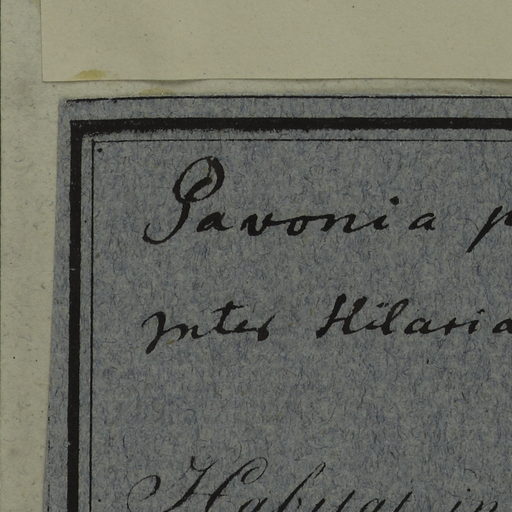 Pavonia p
Inter Hilaria
Habitat in